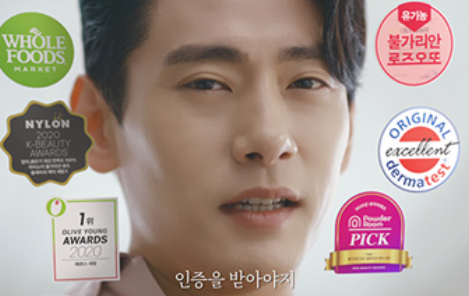 WHOLE
FOODS
MARKET
NYLON
2020
K-BEAUTY
AWARDS
1위
OLIVE YOUNG
AWARDS
2020
유기농
불가리안
로즈오또
ORIGINAL
excellent
dermatest
Powder
Room
PICK
인증을 받아야지